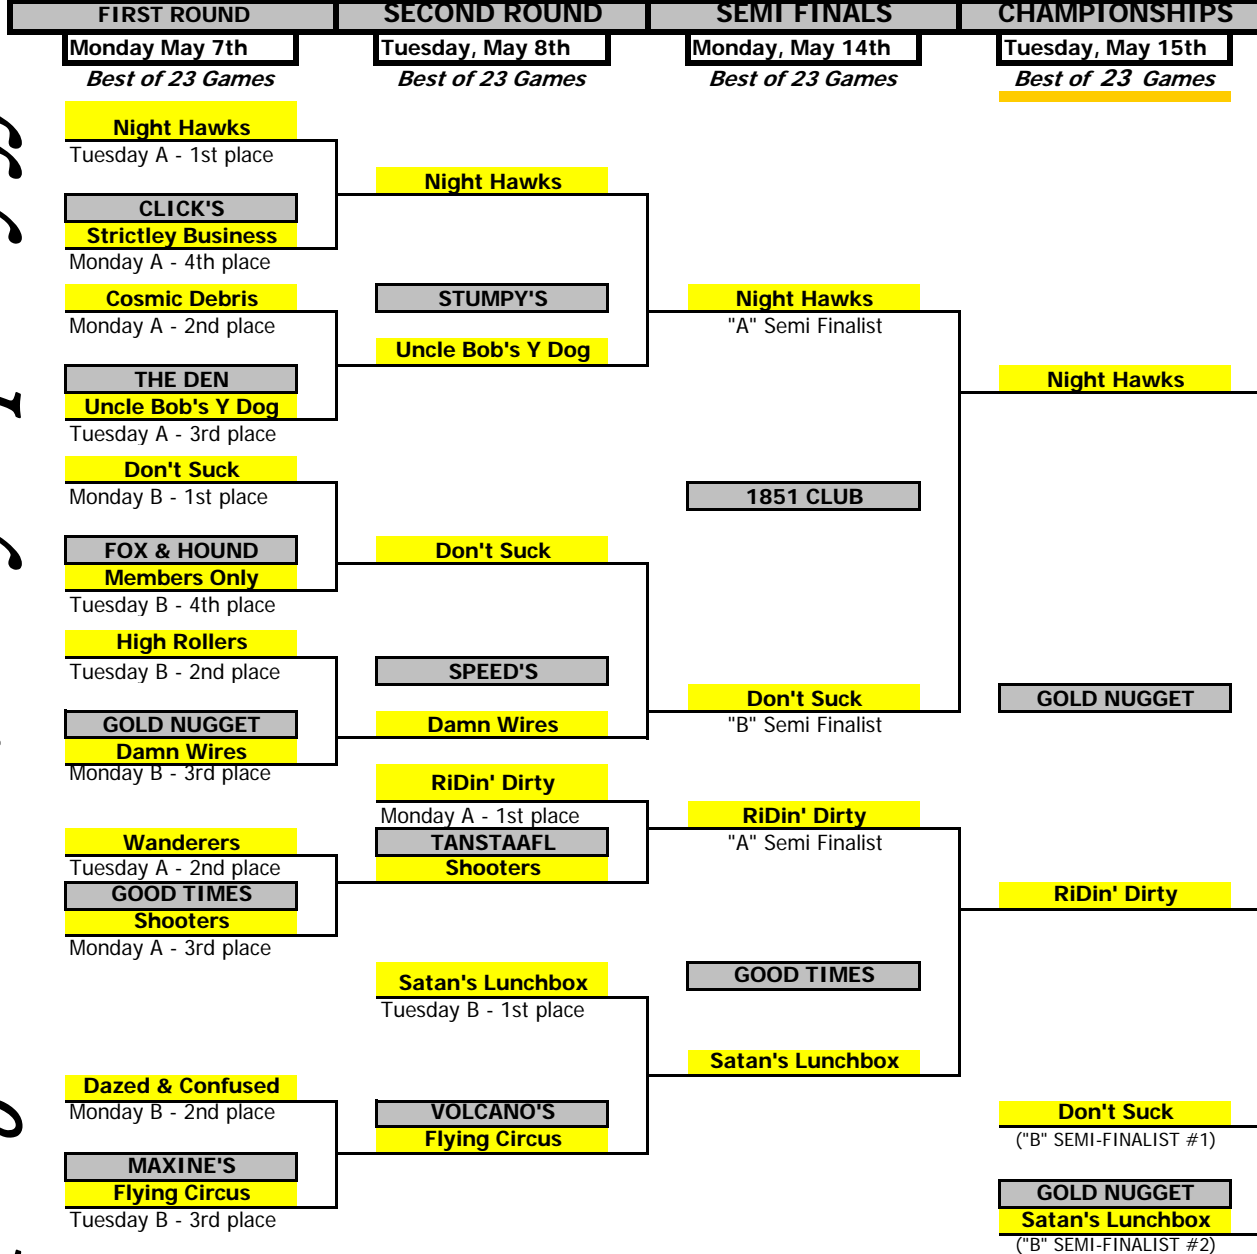 FIRST ROUND
SECOND ROUND
SEMI FINALS
CHAMPIONSHIPS
Monday May 7th
Tuesday, May 8th
Monday, May 14th
Tuesday, May 15th
Best of 23 Games
Best of 23 Games
Best of 23 Games
Best of 23 Games
Night Hawks
Tuesday A - 1st place
CLICK'S
Strictley Business
Monday A - 4th place
Cosmic Debris
Monday A - 2nd place
THE DEN
Uncle Bob's Y Dog
Tuesday A - 3rd place
Don't Suck
Monday B - 1st place
FOX & HOUND
Members Only
Tuesday B - 4th place
High Rollers
Tuesday B - 2nd place
GOLD NUGGET
Damn Wires
Monday B - 3rd place
Wanderers
Tuesday A - 2nd place
GOOD TIMES
Shooters
Monday A - 3rd place
Dazed & Confused
Monday B - 2nd place
MAXINE'S
Flying Circus
Tuesday B - 3rd place
Night Hawks
STUMPY'S
Uncle Bob's Y Dog
Don't Suck
SPEED'S
Damn Wires
RiDin' Dirty
Monday A - 1st place
TANSTAAFL
Shooters
Satan's Lunchbox
Tuesday B - 1st place
VOLCANO'S
Flying Circus
Night Hawks
"A" Semi Finalist
1851 CLUB
Don't Suck
"B" Semi Finalist
RiDin' Dirty
"A" Semi Finalist
GOOD TIMES
Satan's Lunchbox
Night Hawks
GOLD NUGGET
RiDin' Dirty
Don't Suck
("B" SEMI-FINALIST #1)
GOLD NUGGET
Satan's Lunchbox
("B" SEMI-FINALIST #2)